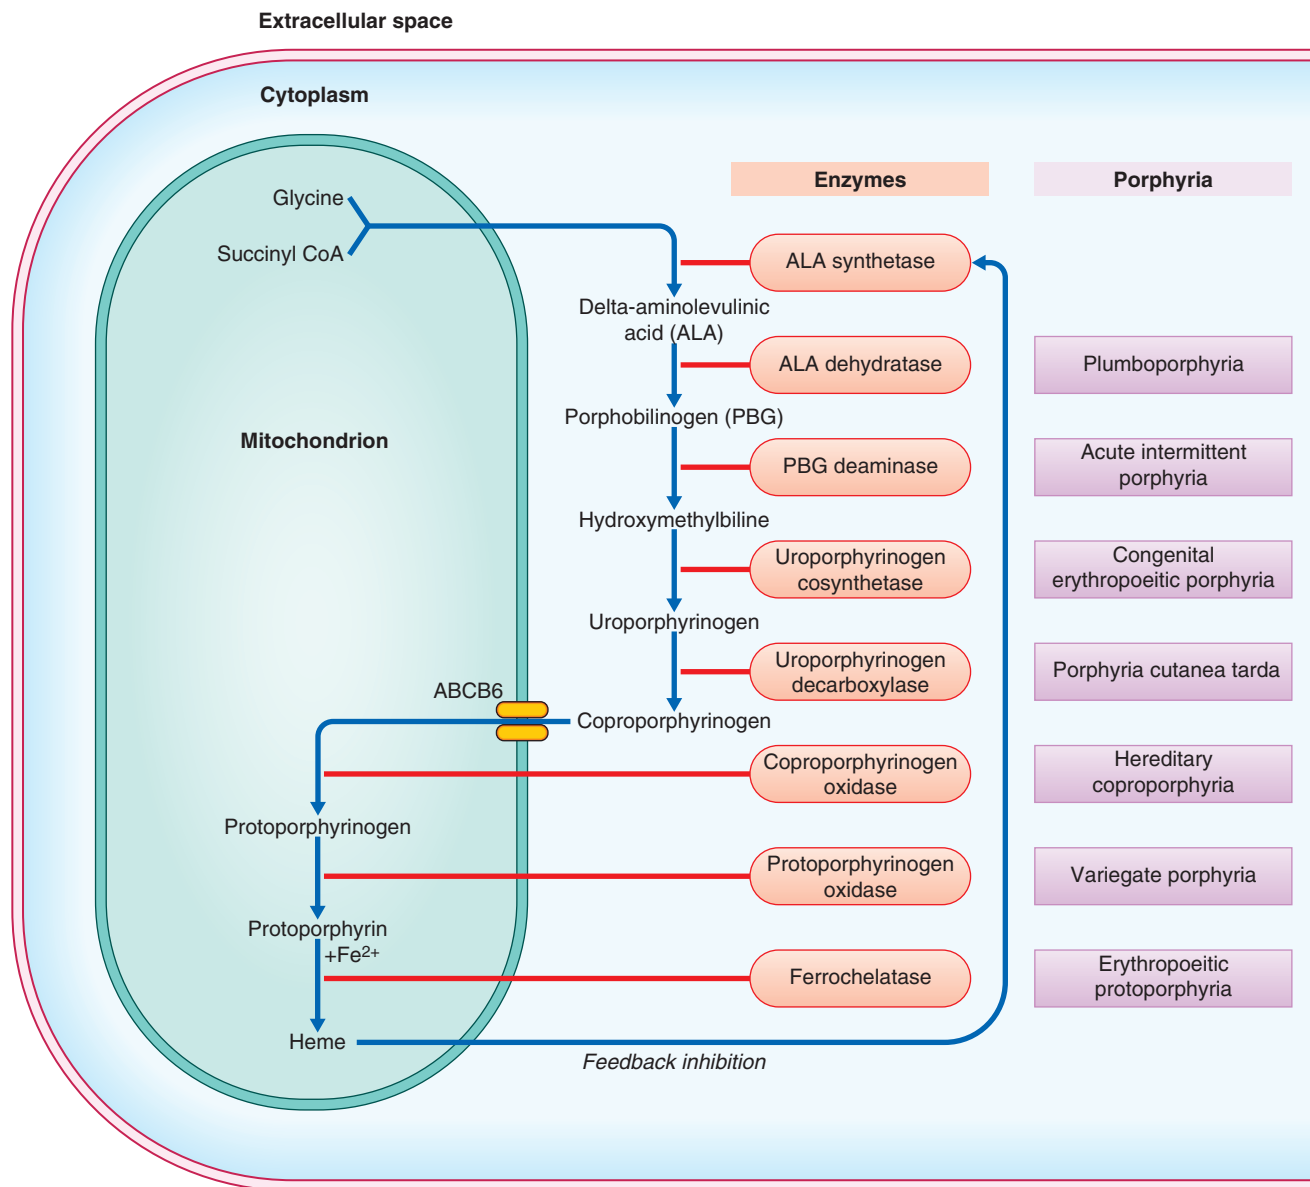 Extracellular space
Cytoplasm
Enzymes
Porphyria
Glycine
Succinyl CoA
ALA synthetase
Delta-aminolevulinic
acid (ALA)
ALA dehydratase
Plumboporphyria
Porphobilinogen (PBG)
Mitochondrion
PBG deaminase
Acute intermittent
porphyria
Hydroxymethylbiline
Uroporphyrinogen
cosynthetase
Congenital
erythropoeitic porphyria
Uroporphyrinogen
Uroporphyrinogen
decarboxylase
Porphyria cutanea tarda
ABCB6
Coproporphyrinogen
Coproporphyrinogen
oxidase
Hereditary
coproporphyria
Protoporphyrinogen
Protoporphyrinogen
oxidase
Variegate porphyria
Protoporphyrin
+Fe2+
Ferrochelatase
Erythropoeitic
protoporphyria
Heme
Feedback inhibition